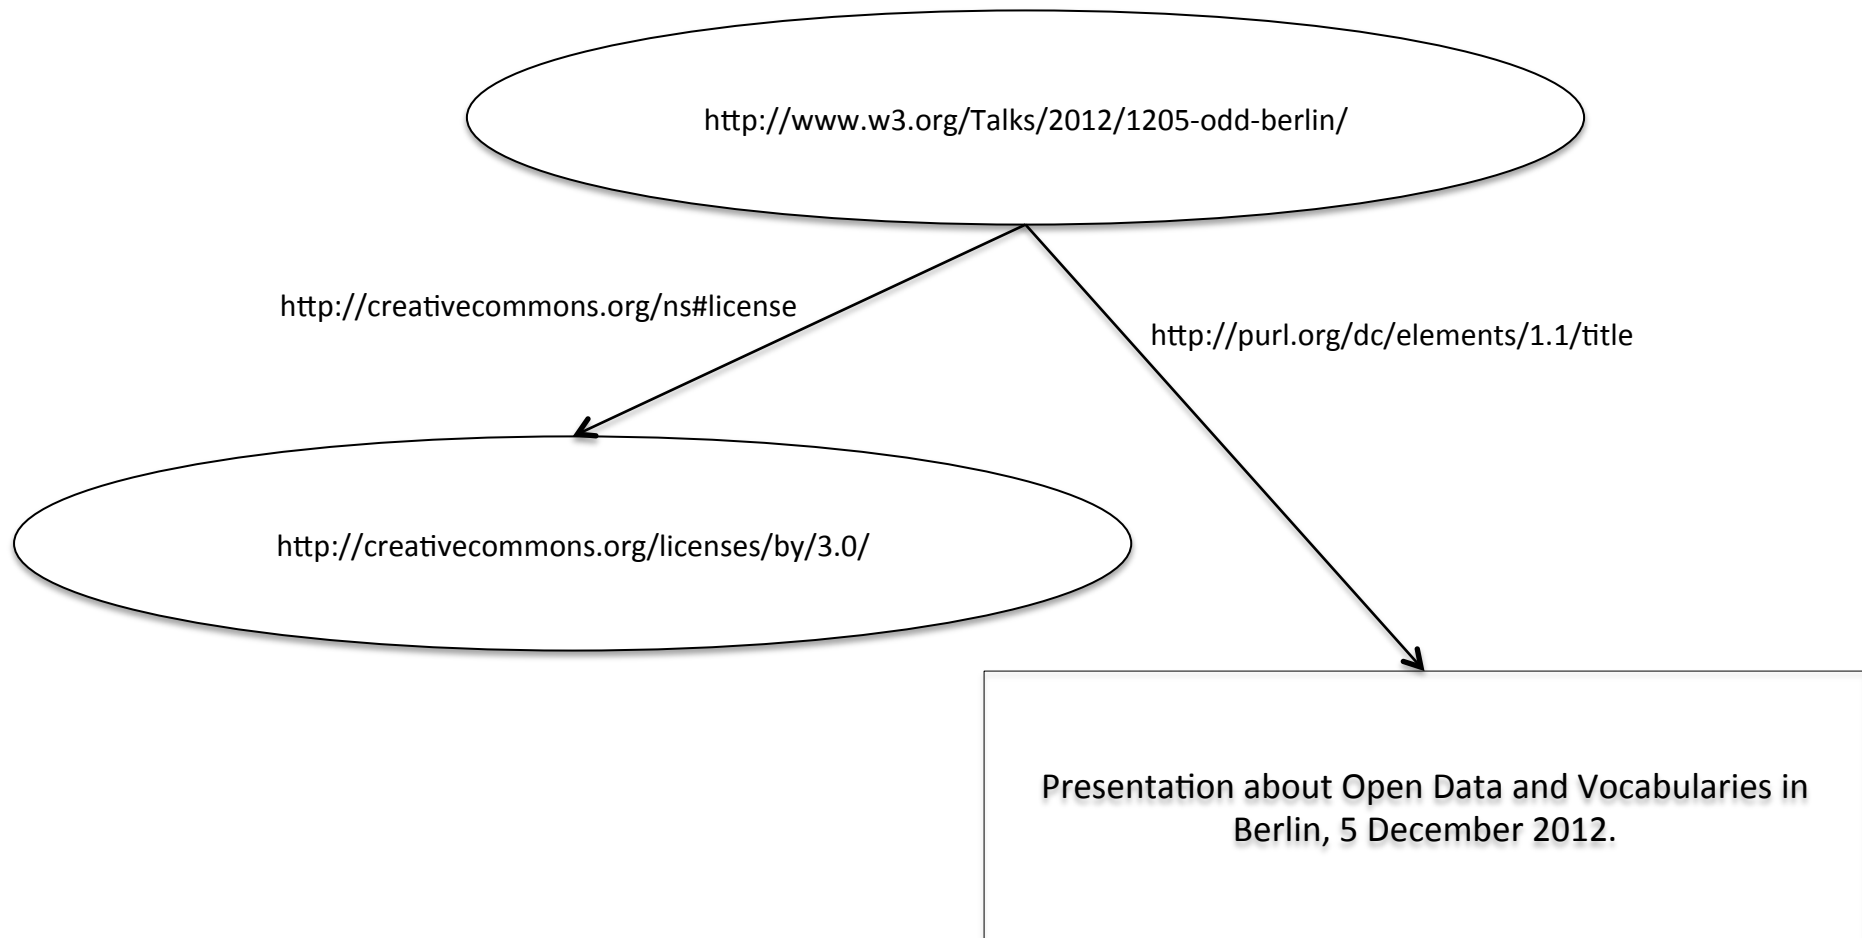 http://www.w3.org/Talks/2012/1205-odd-berlin/
http://creativecommons.org/ns#license
http://purl.org/dc/elements/1.1/title
http://creativecommons.org/licenses/by/3.0/
Presentation about Open Data and Vocabularies in
Berlin, 5 December 2012.